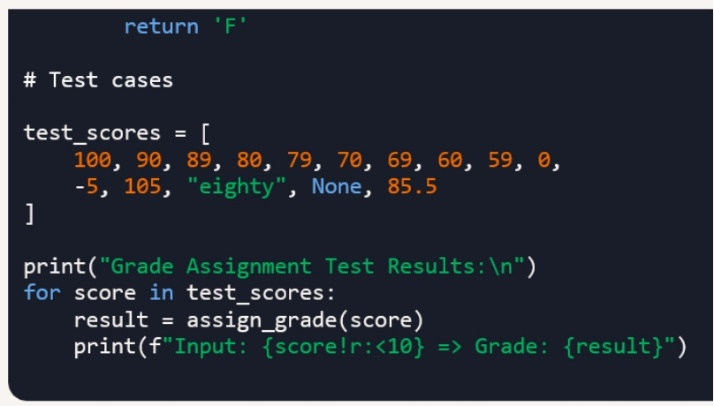 return 'F'

# Test cases

test_scores = [
    100, 90, 89, 80, 79, 70, 69, 60, 59, 0,
    -5, 105, "eighty", None, 85.5
]

print("Grade Assignment Test Results:\n")
for score in test_scores:
    result = assign_grade(score)
    print(f"Input: {score!r:<10} => Grade: {result}")